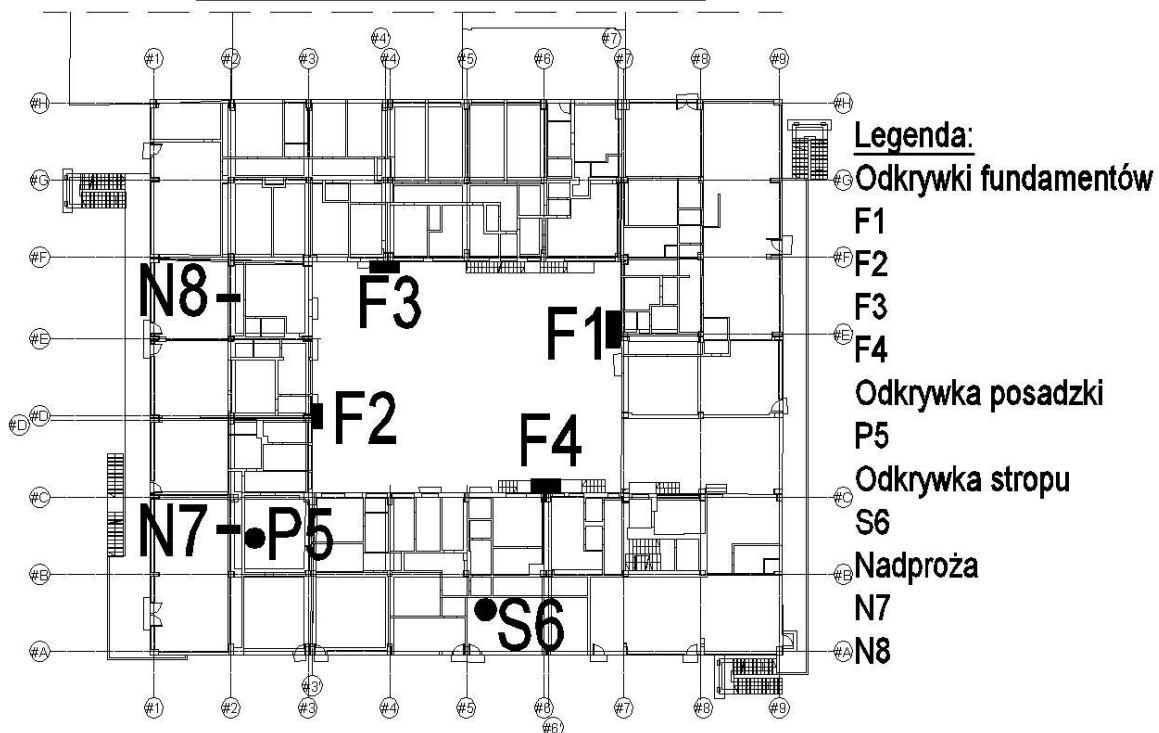 #4' #7'
#1 #2 #3 #4 #5 #6 #7 #8 #9
#H #H
Legenda:
#G #G
Odkrywki fundamentów
F1
#F #F
F2
N8 F3
F3
F1
#E #E
F4
Odkrywka posadzki
#D #D
F2
P5
F4
Odkrywka stropu
#C #C
S6
N7 P5
Nadproża
#B #B
N7
S6
#A #A
N8
#3'
#1 #2 #3 #4 #5 #6 #7 #8 #9
#6'